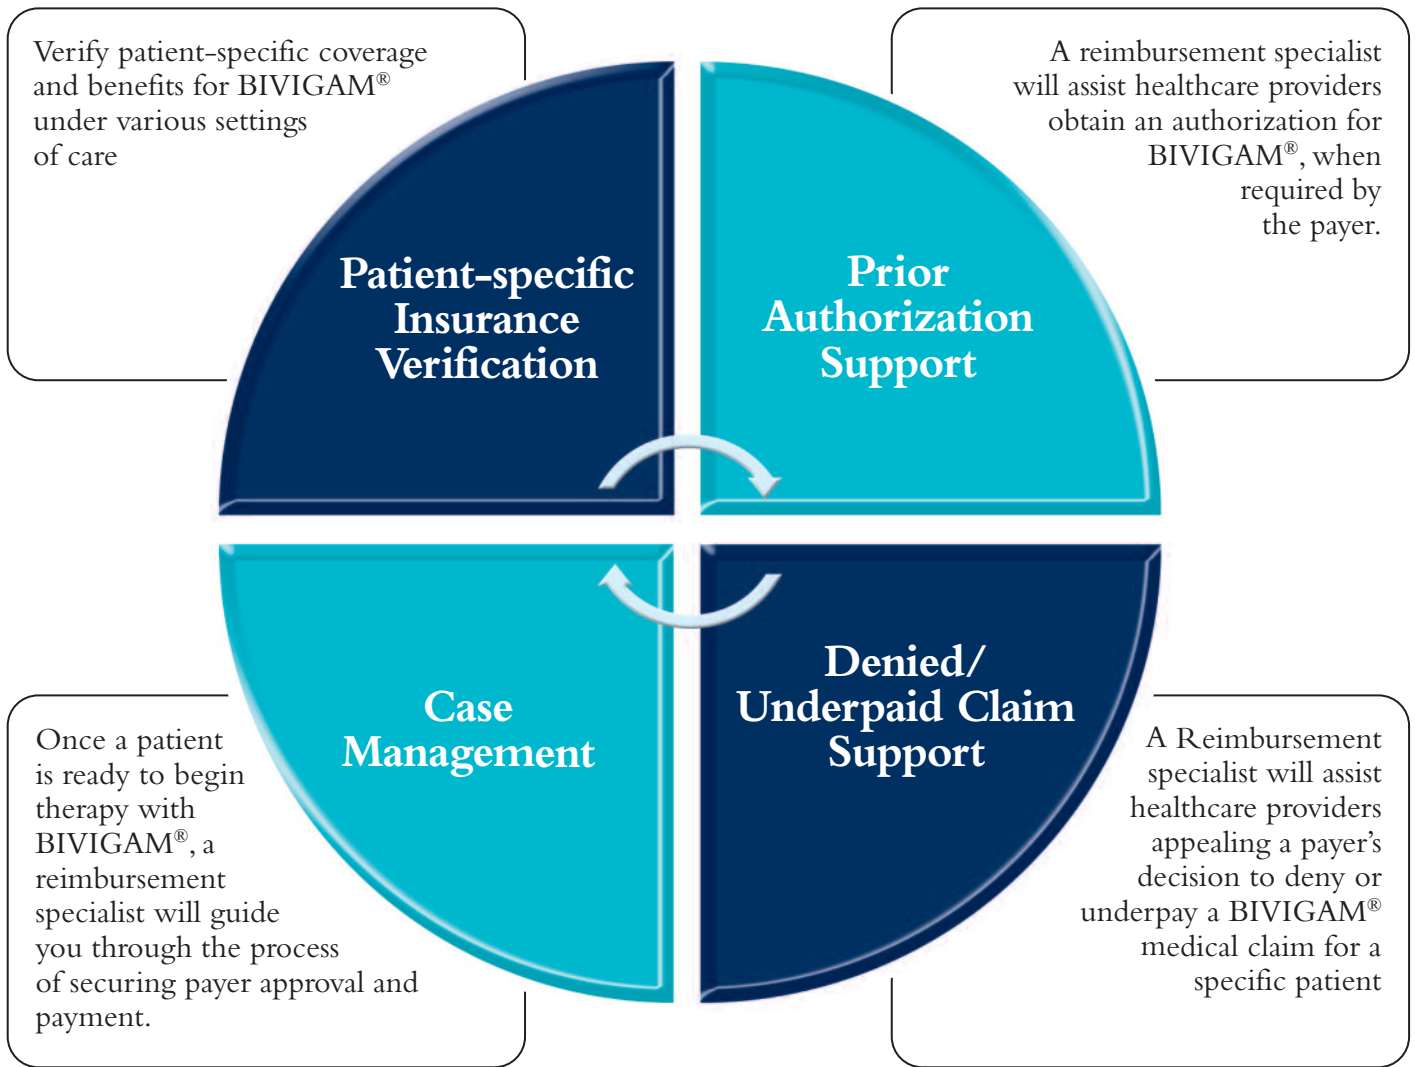 Verify patient-specific coverage
and benefits for BIVIGAM®
under various settings
of care
A reimbursement specialist
will assist healthcare providers
obtain an authorization for
BIVIGAM®, when
required by
the payer.
Patient-specific
Insurance
Verification
Prior
Authorization
Support
Case
Management
Denied/
Underpaid Claim
Support
Once a patient
is ready to begin
therapy with
BIVIGAM®, a
reimbursement
specialist will guide
you through the process
of securing payer approval and
payment.
A Reimbursement
specialist will assist
healthcare providers
appealing a payer’s
decision to deny or
underpay a BIVIGAM®
medical claim for a
specific patient